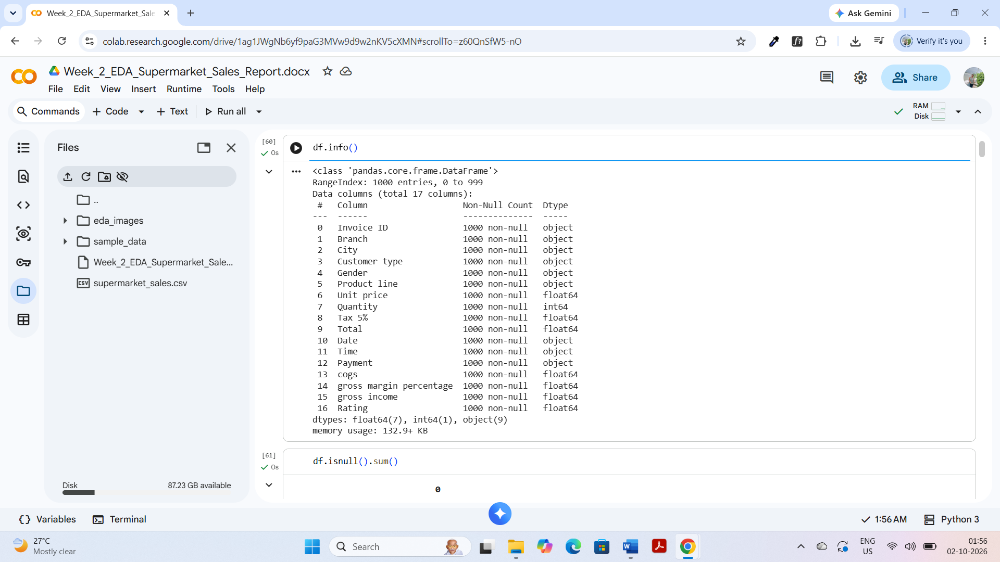 Week_2_EDA_Supermarket_Sale
Ask Gemini
colab.research.google.com/drive/1ag1JWgNb6yf9paG3MVw9d9w2nKV5cXMN#scrollTo=z60QnSfW5-nO
Verify it's you
Week_2_EDA_Supermarket_Sales_Report.docx
Share
File Edit View Insert Runtime Tools Help
Commands + Code + Text Run all
RAM
Disk
Files
..
eda_images
sample_data
Week_2_EDA_Supermarket_Sale...
CSV supermarket_sales.csv
Disk 87.23 GB available
[60]
0s
df.info()
<class 'pandas.core.frame.DataFrame'>
RangeIndex: 1000 entries, 0 to 999
Data columns (total 17 columns):
 #   Column                   Non-Null Count  Dtype
---  ------                   --------------  -----
 0   Invoice ID               1000 non-null   object
 1   Branch                   1000 non-null   object
 2   City                     1000 non-null   object
 3   Customer type            1000 non-null   object
 4   Gender                   1000 non-null   object
 5   Product line             1000 non-null   object
 6   Unit price               1000 non-null   float64
 7   Quantity                 1000 non-null   int64
 8   Tax 5%                   1000 non-null   float64
 9   Total                    1000 non-null   float64
 10  Date                     1000 non-null   object
 11  Time                     1000 non-null   object
 12  Payment                  1000 non-null   object
 13  cogs                     1000 non-null   float64
 14  gross margin percentage  1000 non-null   float64
 15  gross income             1000 non-null   float64
 16  Rating                   1000 non-null   float64
dtypes: float64(7), int64(1), object(9)
memory usage: 132.9+ KB
[61]
0s
df.isnull().sum()
0
Variables
Terminal
1:56 AM
Python 3
27°C
Mostly clear
Search
ENG
US
01:56
02-10-2026